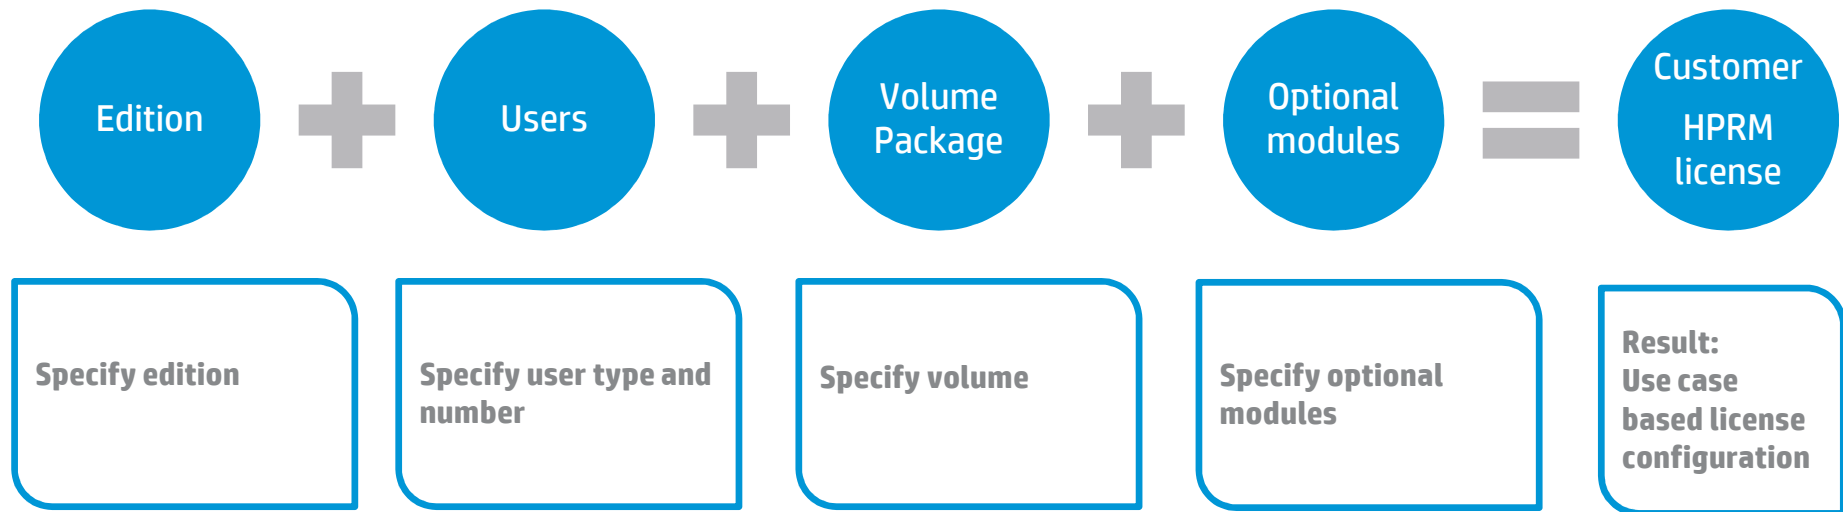 Edition
Users
Volume
Package
Optional
modules
Customer
HPRM
license
Specify edition
Specify user type and
number
Specify volume
Specify optional
modules
Result:
Use case
based license
configuration